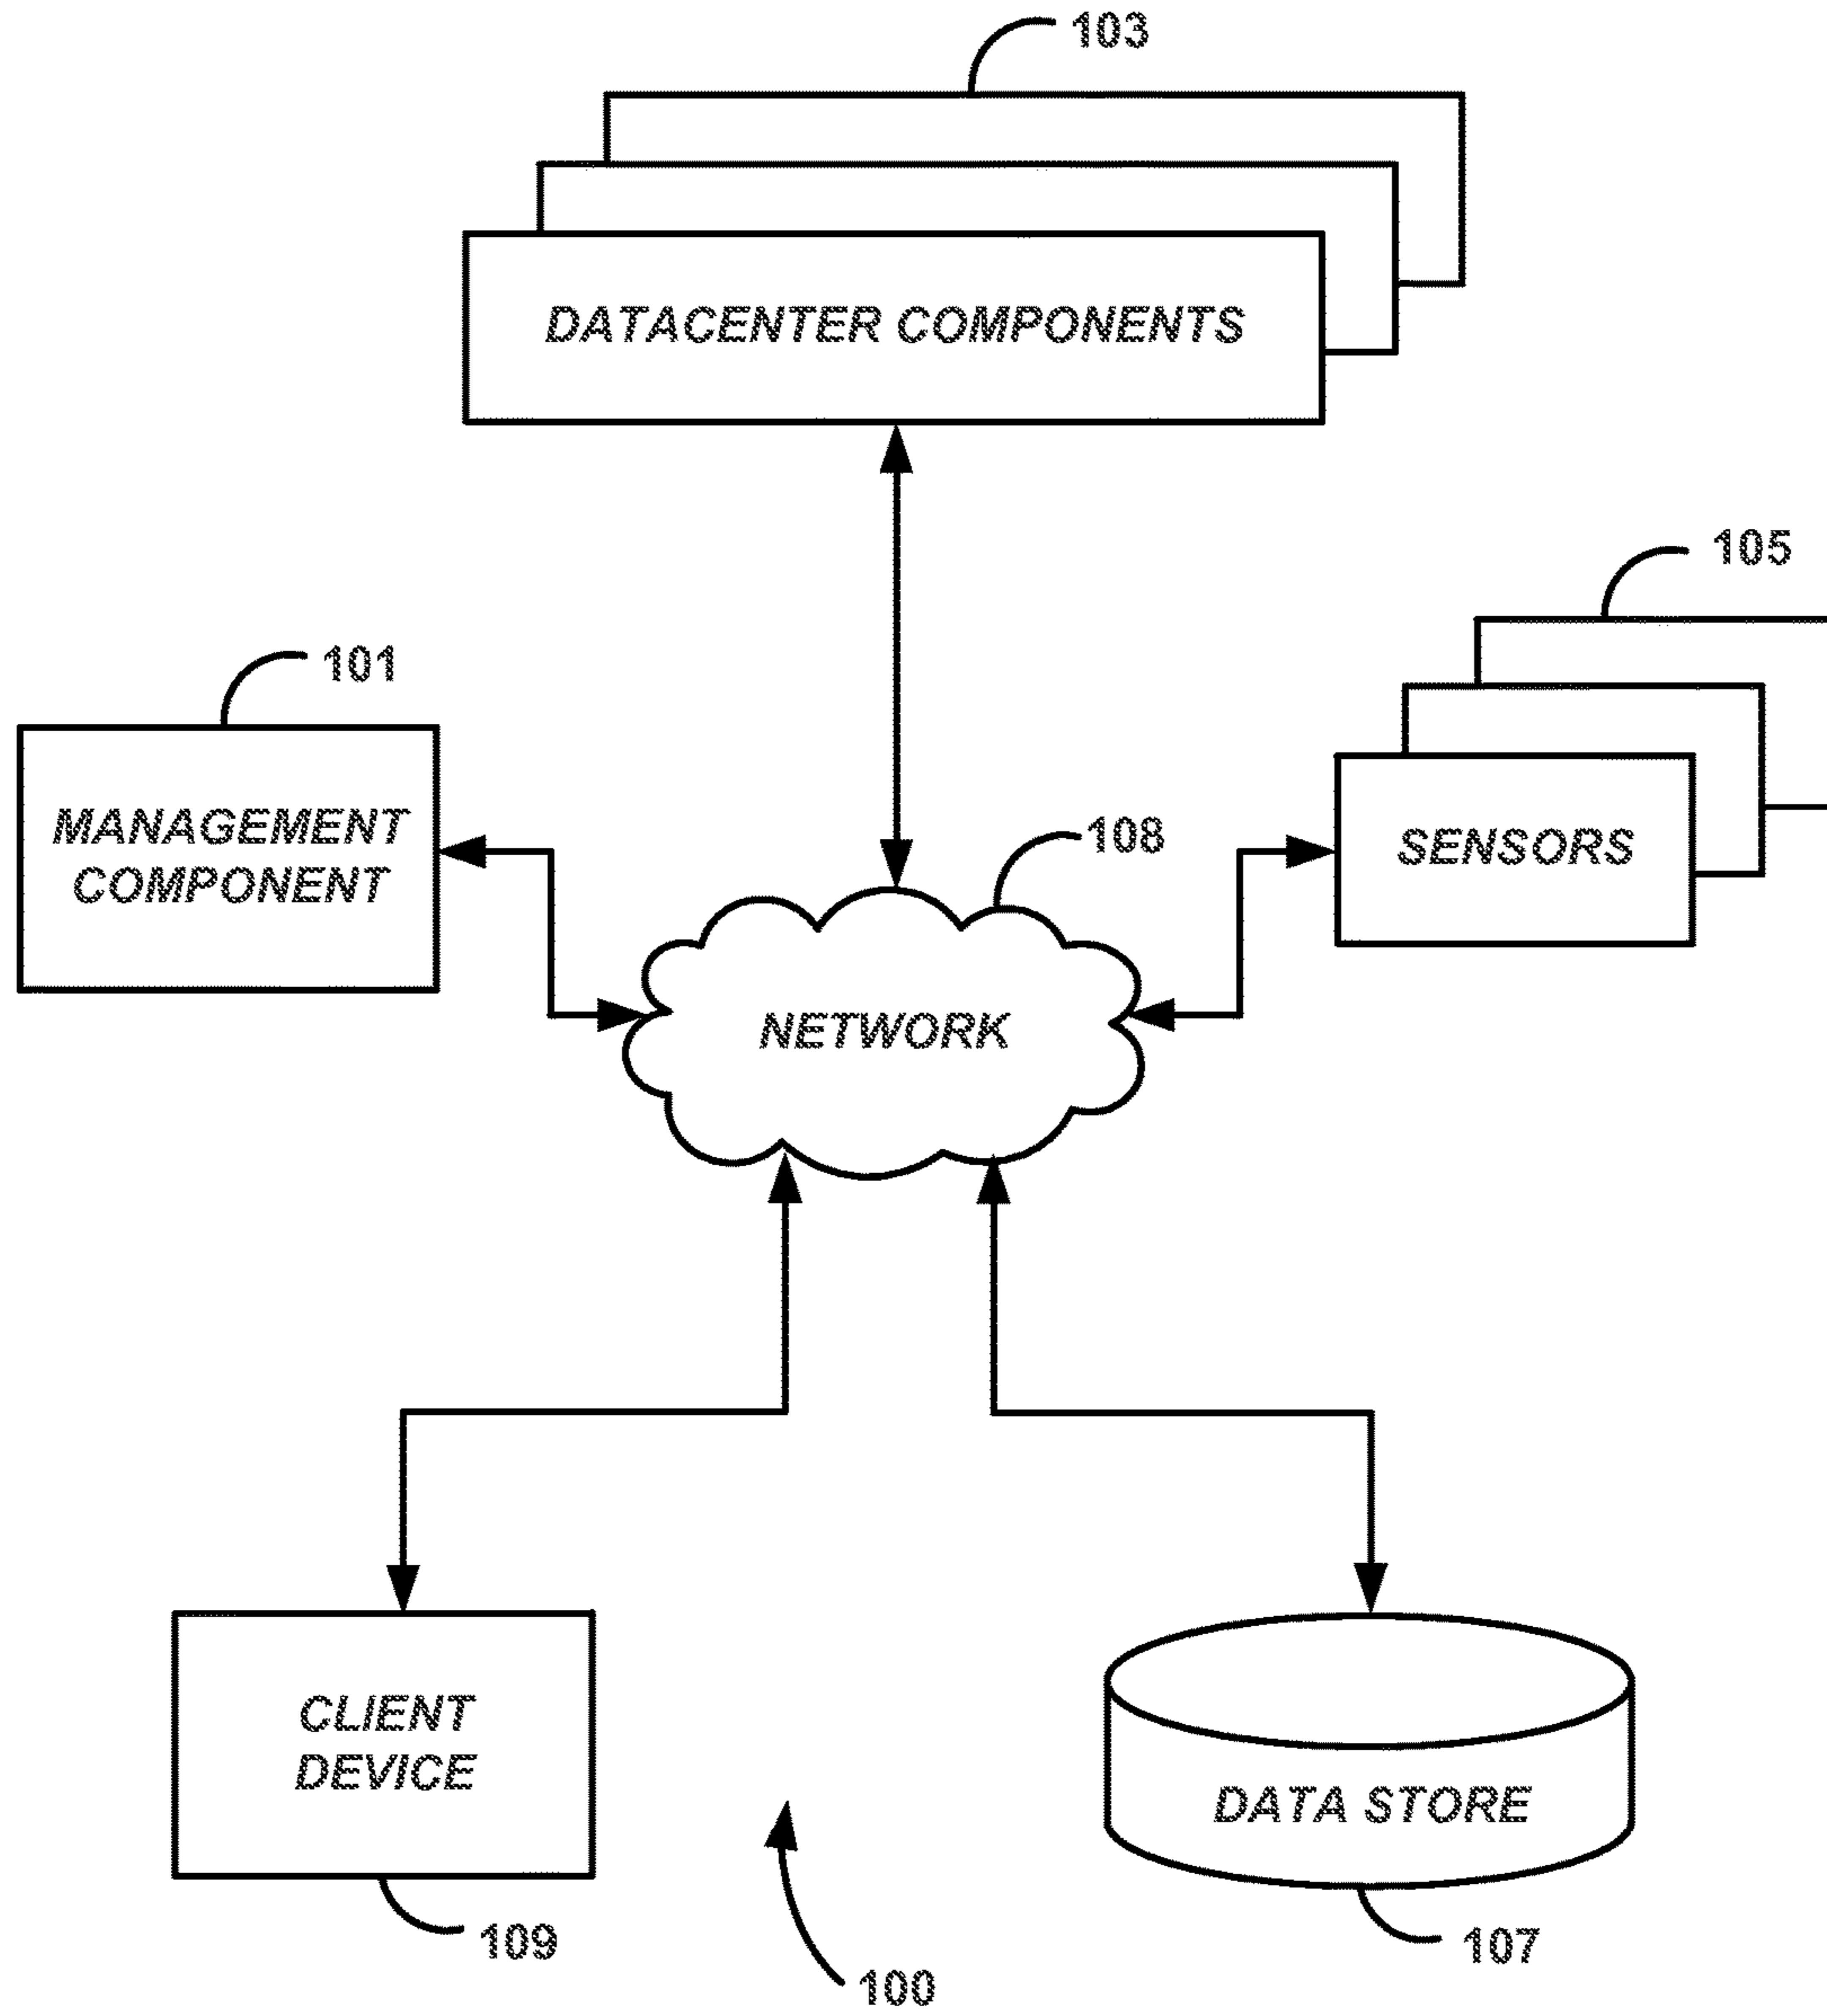 103
DATACENTER COMPONENTS
105
101
MANAGEMENT
COMPONENT
108
SENSORS
NETWORK
CLIENT
DEVICE
DATA STORE
109
107
100